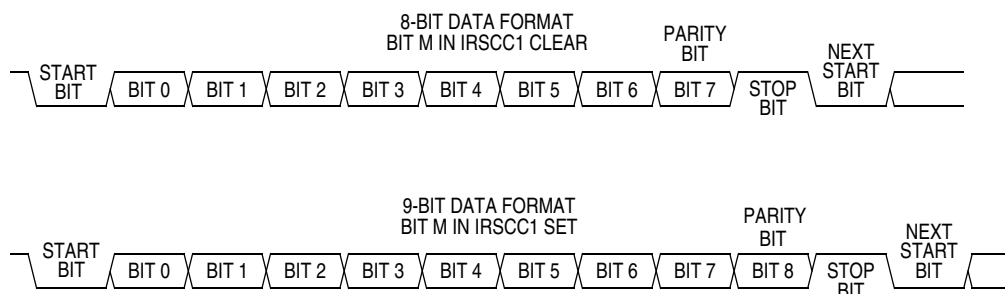 8-BIT DATA FORMAT
BIT M IN IRSCC1 CLEAR
PARITY
BIT
START
BIT
BIT 0
BIT 1
BIT 2
BIT 3
BIT 4
BIT 5
BIT 6
BIT 7
STOP
BIT
NEXT
START
BIT
9-BIT DATA FORMAT
BIT M IN IRSCC1 SET
PARITY
BIT
START
BIT
BIT 0
BIT 1
BIT 2
BIT 3
BIT 4
BIT 5
BIT 6
BIT 7
BIT 8
STOP
BIT
NEXT
START
BIT